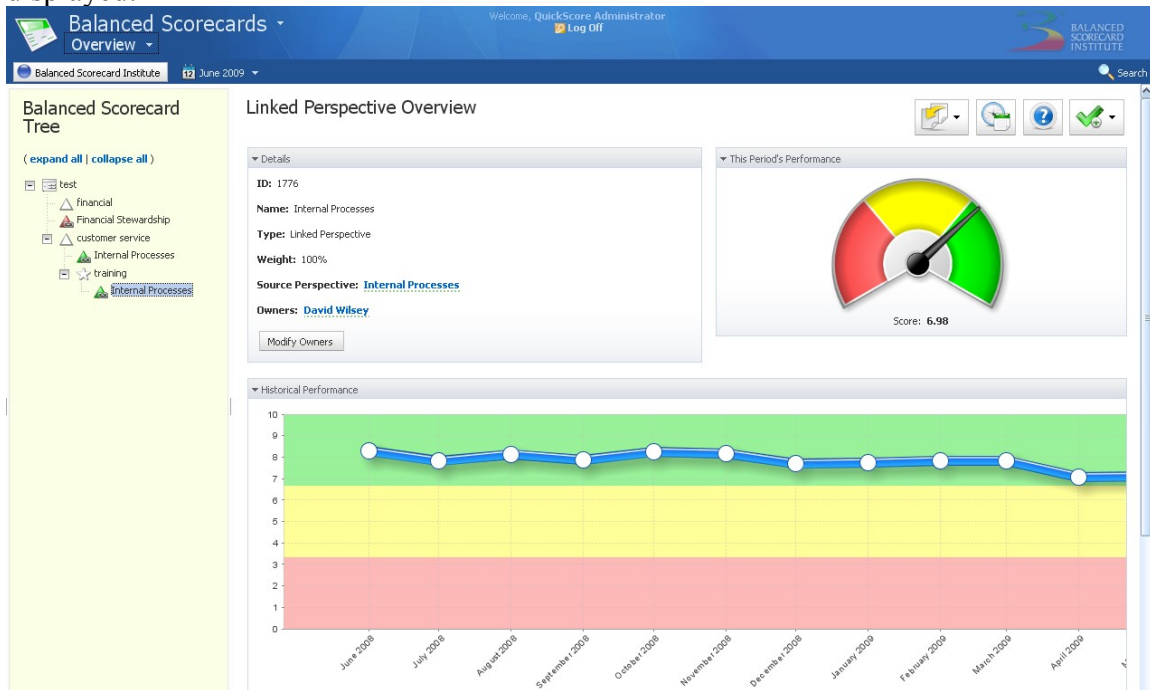 Balanced Scorecards
Overview
Welcome, QuickScore Administrator
Log Off
BALANCED
SCORECARD
INSTITUTE
Balanced Scorecard Institute
12 June 2009
Search
Balanced Scorecard
Tree
( expand all | collapse all )
test
financial
Financial Stewardship
customer service
Internal Processes
training
Internal Processes
Linked Perspective Overview
Details
ID: 1776
Name: Internal Processes
Type: Linked Perspective
Weight: 100%
Source Perspective: Internal Processes
Owners: David Wilsey
Modify Owners
This Period's Performance
Score: 6.98
Historical Performance
10
9
8
7
6
5
4
3
2
1
0
June 2008
July 2008
August 2008
September 2008
October 2008
November 2008
December 2008
January 2009
February 2009
March 2009
April 2009